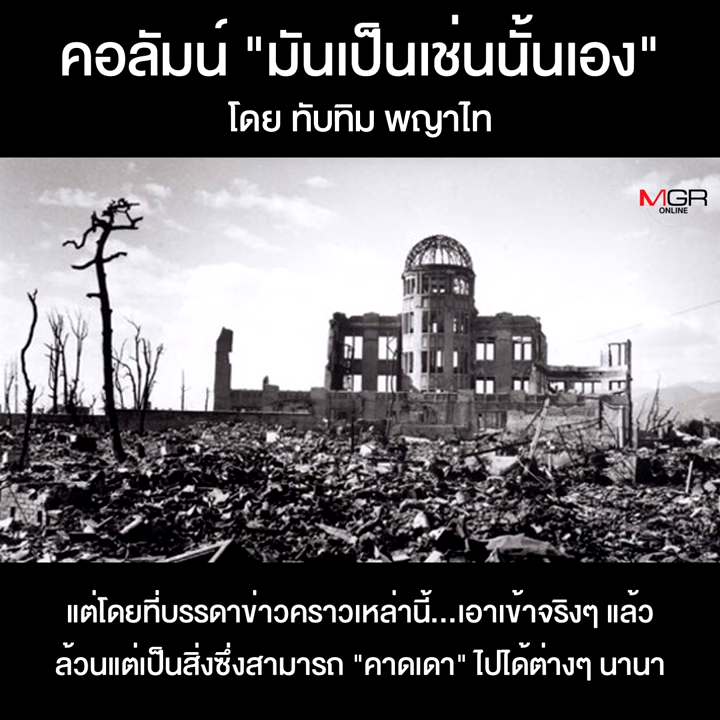 คอลัมน์ "มันเป็นเช่นนั้นเอง"
โดย ทับทิม พญาไท
MGR
ONLINE
แต่โดยที่บรรดาข่าวคราวเหล่านี้...เอาเข้าจริงๆ แล้ว
ล้วนแต่เป็นสิ่งซึ่งสามารถ "คาดเดา" ไปได้ต่างๆ นานา